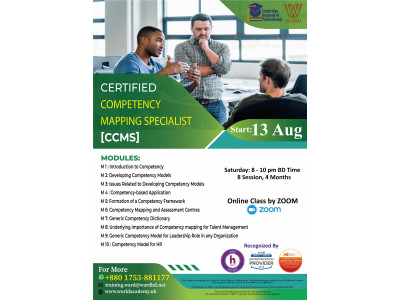 CERTIFIED
COMPETENCY
MAPPING SPECIALIST
[CCMS]
Start: 13 Aug
MODULES:
M 1 : Introduction to Competency
M 2: Developing Competency Models
M 3: Issues Related to Developing Competency Models
M 4 : Competency-based Application
M 5: Formation of a Competency Framework
M 6: Competency Mapping and Assessment Centres
M 7: Generic Competency Dictionary
M 8: Underlying Importance of Competency mapping for Talent Management
M 9: Generic Competency Model for Leadership Role in any Organization
M 10 : Competency Model for HR
Saturday: 8 - 10 pm BD Time
8 Session, 4 Months
Online Class by ZOOM
zoom
Recognized By
PROVIDER
For More
+880 1753-881177
training.ward@wardbd.net
www.worldacademy.uk